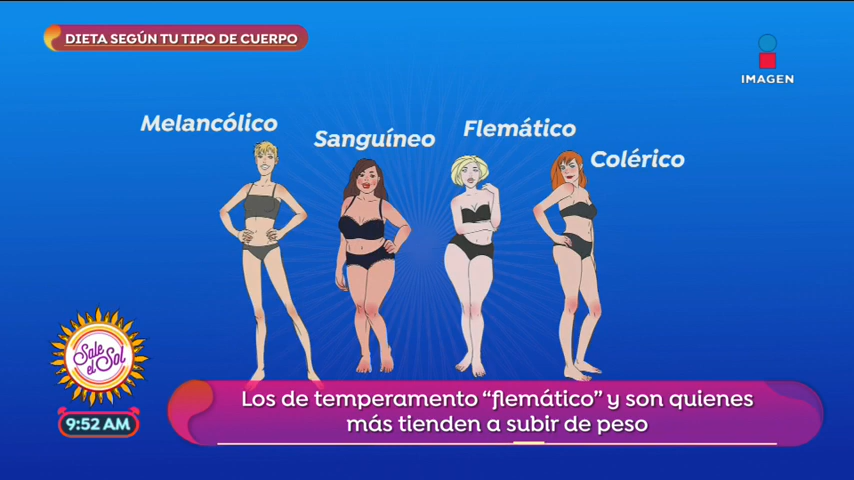 DIETA SEGÚN TU TIPO DE CUERPO
IMAGEN
Melancólico
Sanguíneo
Flemático
Colérico
Sale
el
Sol
9:52 AM
Los de temperamento “flemático” y son quienes
más tienden a subir de peso